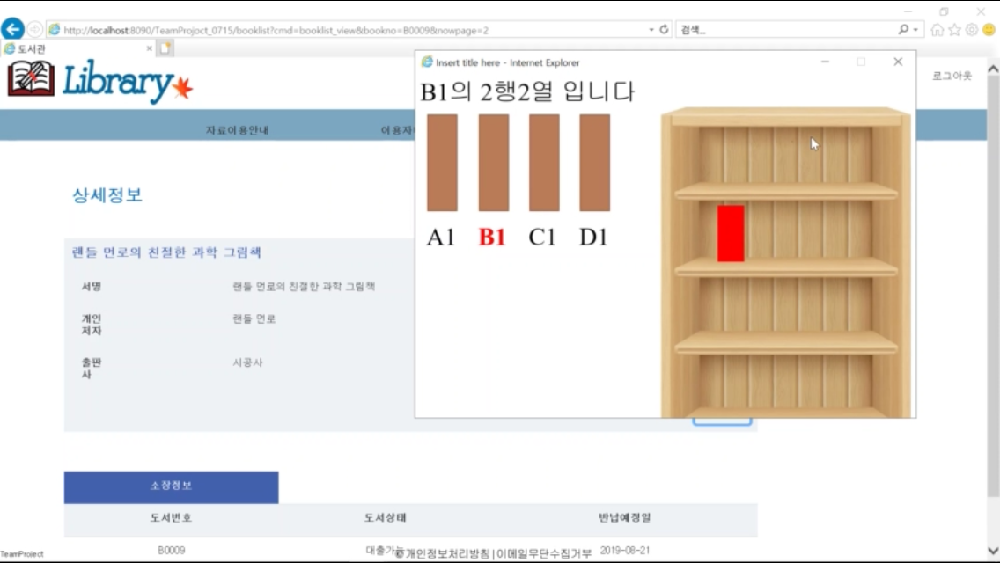 http://localhost:8090/TeamProject_0715/booklist?cmd=booklist_view&bookno=B0009&nowpage=2
검색...
도서관
Insert title here - Internet Explorer
Library
로그아웃
B1의 2행2열 입니다
자료이용안내
이용자
A1 B1 C1 D1
상세정보
랜들 먼로의 친절한 과학 그림책
서명 랜들 먼로의 친절한 과학 그림책
개인 랜들 먼로
저자
출판 시공사
사
소장정보
도서번호 도서상태 반납예정일
B0009 대출가능 2019-08-21
©개인정보처리방침|이메일무단수집거부
TeamProject